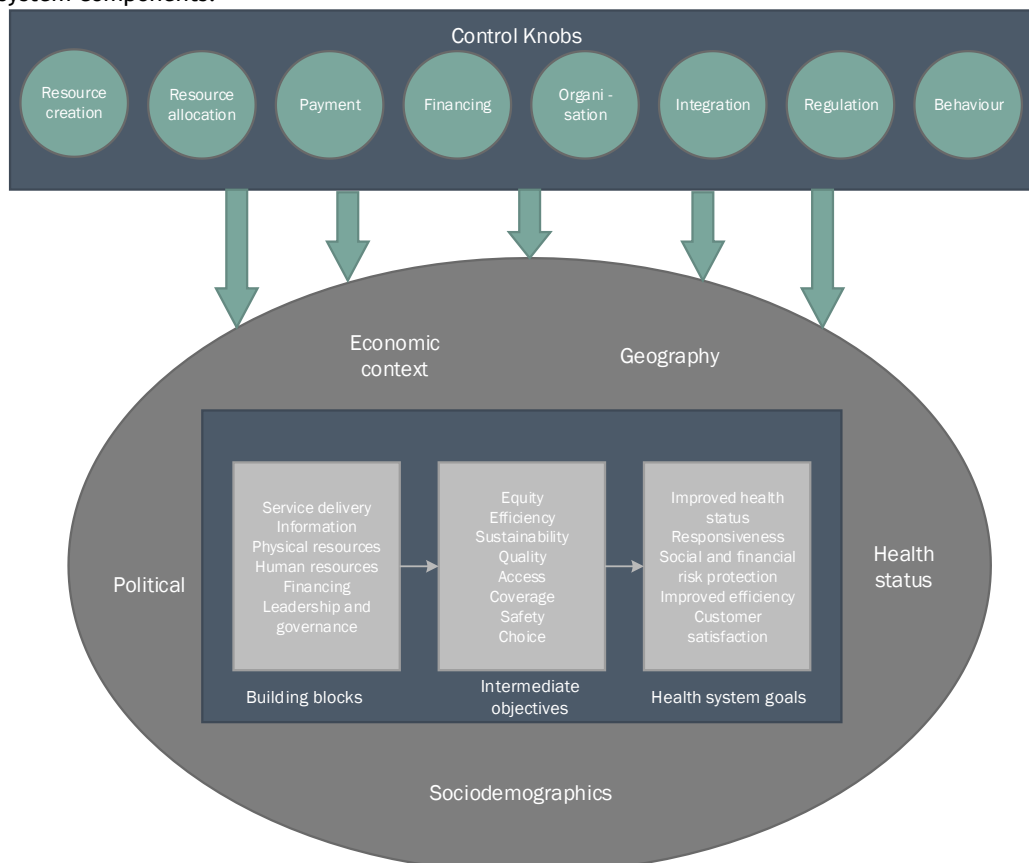 system components.
Control Knobs
Resource
creation
Resource
allocation
Payment
Financing
Organi -
sation
Integration
Regulation
Behaviour
Economic
context
Geography
Political
Health
status
Service delivery
Information
Physical resources
Human resources
Financing
Leadership and
governance
Building blocks
Equity
Efficiency
Sustainability
Quality
Access
Coverage
Safety
Choice
Intermediate
objectives
Improved health
status
Responsiveness
Social and financial
risk protection
Improved efficiency
Customer
satisfaction
Health system goals
Sociodemographics